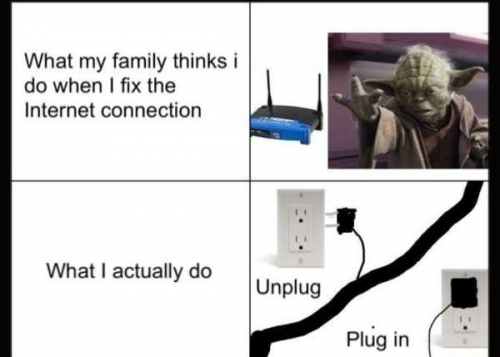 What my family thinks i
do when I fix the
Internet connection
What I actually do
Unplug
Plug in